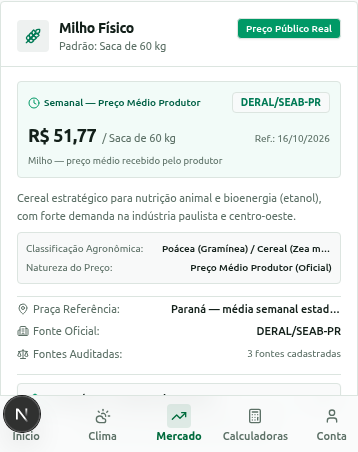 Milho Físico
Preço Público Real
Padrão: Saca de 60 kg
Semanal — Preço Médio Produtor
DERAL/SEAB-PR
R$ 51,77 / Saca de 60 kg
Ref.: 16/10/2026
Milho — preço médio recebido pelo produtor
Cereal estratégico para nutrição animal e bioenergia (etanol),
com forte demanda na indústria paulista e centro-oeste.
Classificação Agronômica: Poácea (Gramínea) / Cereal (Zea m...
Natureza do Preço: Preço Médio Produtor (Oficial)
Praça Referência: Paraná — média semanal estad...
Fonte Oficial: DERAL/SEAB-PR
Fontes Auditadas: 3 fontes cadastradas
N
Início
Clima
Mercado
Calculadoras
Conta